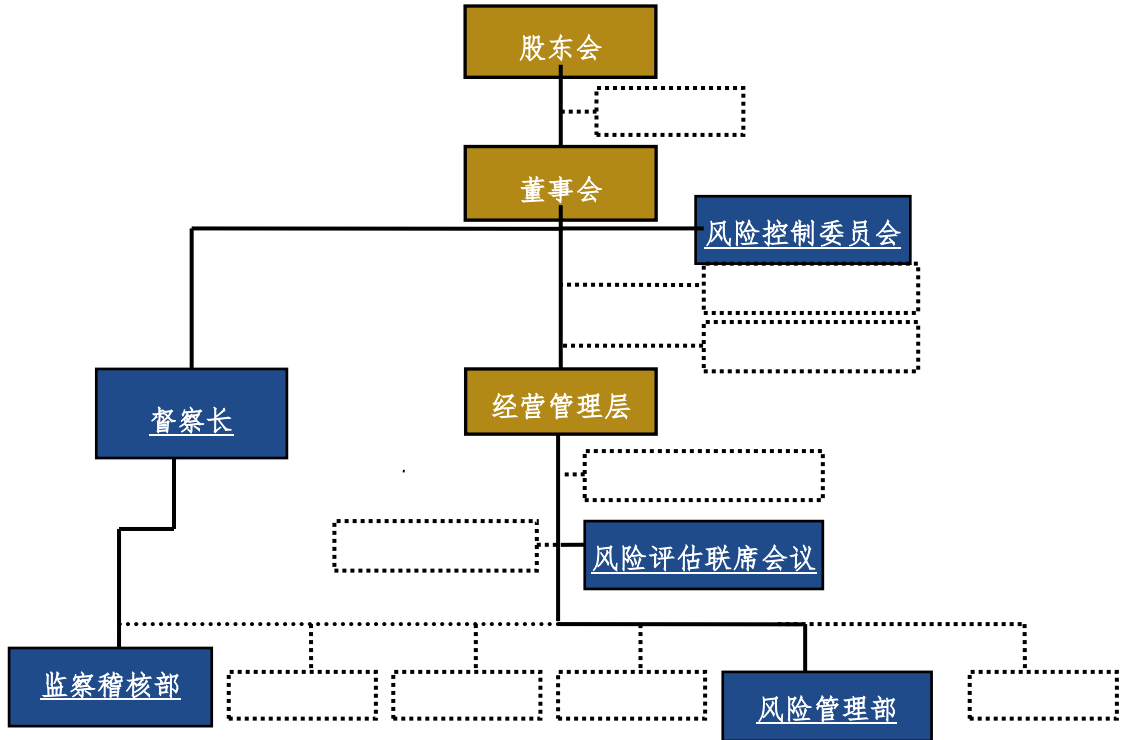 股东会
董事会
风险控制委员会
经营管理层
督察长
风险评估联席会议
监察稽核部
风险管理部